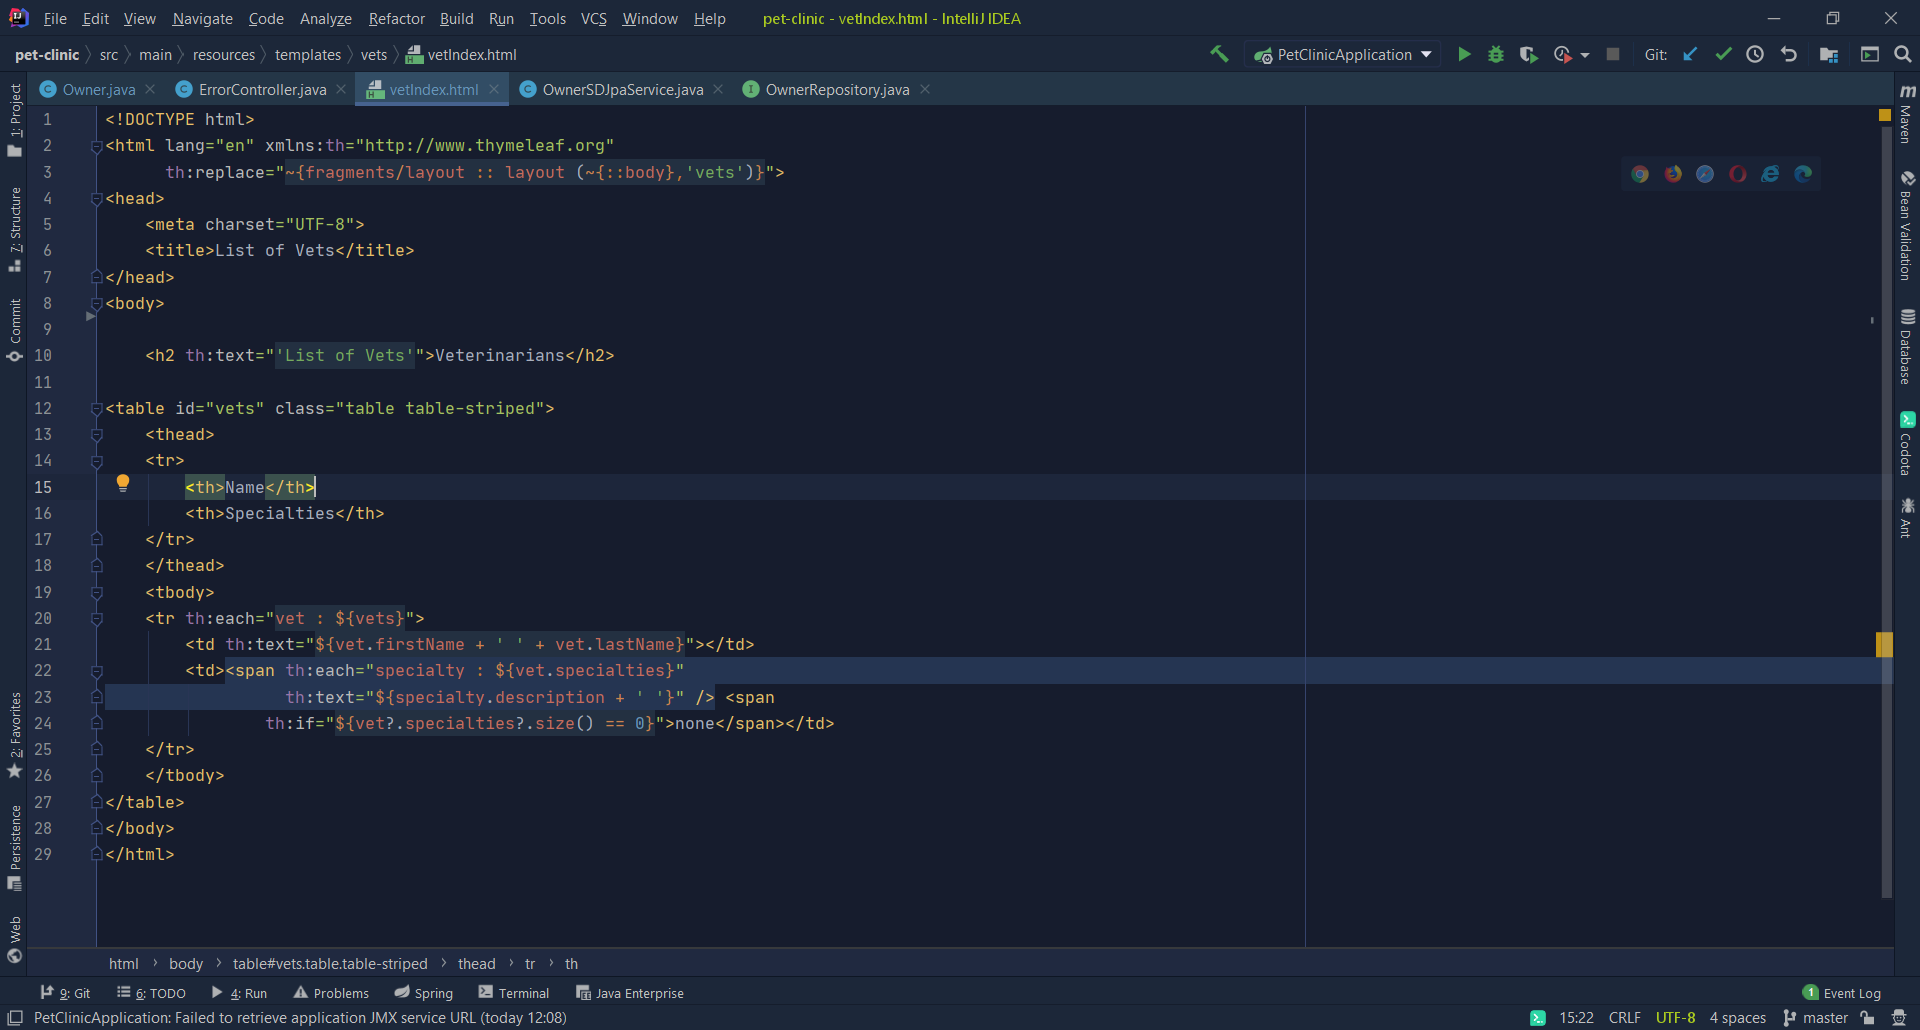 File Edit View Navigate Code Analyze Refactor Build Run Tools VCS Window Help pet-clinic - vetIndex.html - IntelliJ IDEA
pet-clinic src main resources templates vets vetIndex.html PetClinicApplication Git:
Owner.java ErrorController.java vetIndex.html OwnerSDJpaService.java OwnerRepository.java
1: Project
7: Structure
Commit
2: Favorites
Persistence
Web
1 <!DOCTYPE html>
2 <html lang="en" xmlns:th="http://www.thymeleaf.org"
3 th:replace="~{fragments/layout :: layout (~{::body},'vets')}">
4 <head>
5 <meta charset="UTF-8">
6 <title>List of Vets</title>
7 </head>
8 <body>
9
10 <h2 th:text="'List of Vets'">Veterinarians</h2>
11
12 <table id="vets" class="table table-striped">
13 <thead>
14 <tr>
15 <th>Name</th>
16 <th>Specialties</th>
17 </tr>
18 </thead>
19 <tbody>
20 <tr th:each="vet : ${vets}">
21 <td th:text="${vet.firstName + ' ' + vet.lastName}"></td>
22 <td><span th:each="specialty : ${vet.specialties}"
23 th:text="${specialty.description + ' '}" /> <span
24 th:if="${vet?.specialties?.size() == 0}">none</span></td>
25 </tr>
26 </tbody>
27 </table>
28 </body>
29 </html>
Maven
Bean Validation
Database
Codota
Ant
html body table#vets.table.table-striped thead tr th
9: Git 6: TODO 4: Run Problems Spring Terminal Java Enterprise 1 Event Log
PetClinicApplication: Failed to retrieve application JMX service URL (today 12:08) 15:22 CRLF UTF-8 4 spaces master